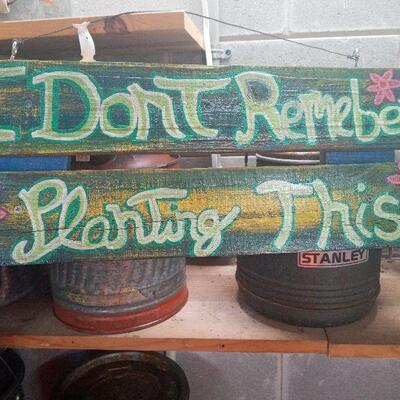 I Dont Remebe
Planting This
STANLEY